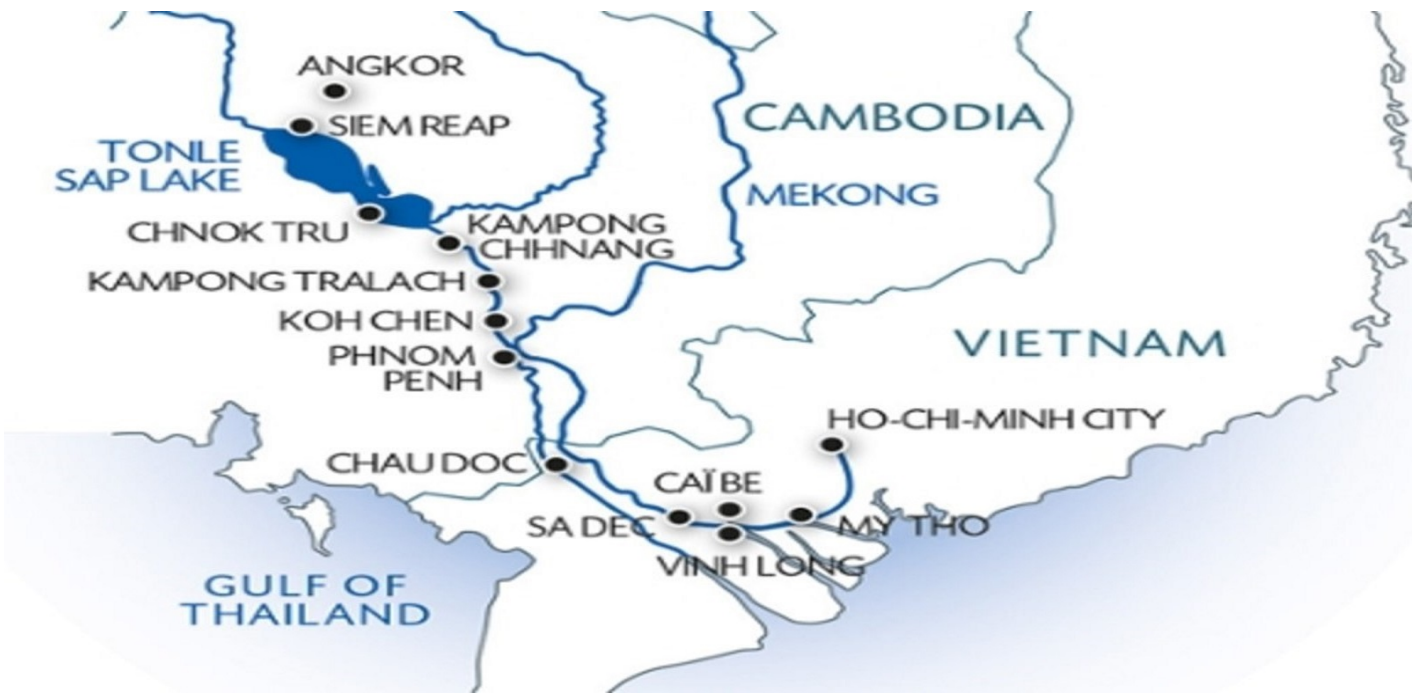 ANGKOR
SIEM REAP
CAMBODIA
TONLE
SAP LAKE
MEKONG
CHNOK TRU
KAMPONG
CHHNANG
KAMPONG TRALACH
KOH CHEN
VIETNAM
PHNOM
PENH
HO-CHI-MINH CITY
CHAU DOC
CAÏ BE
SA DEC
MY THO
VINH LONG
GULF OF
THAILAND